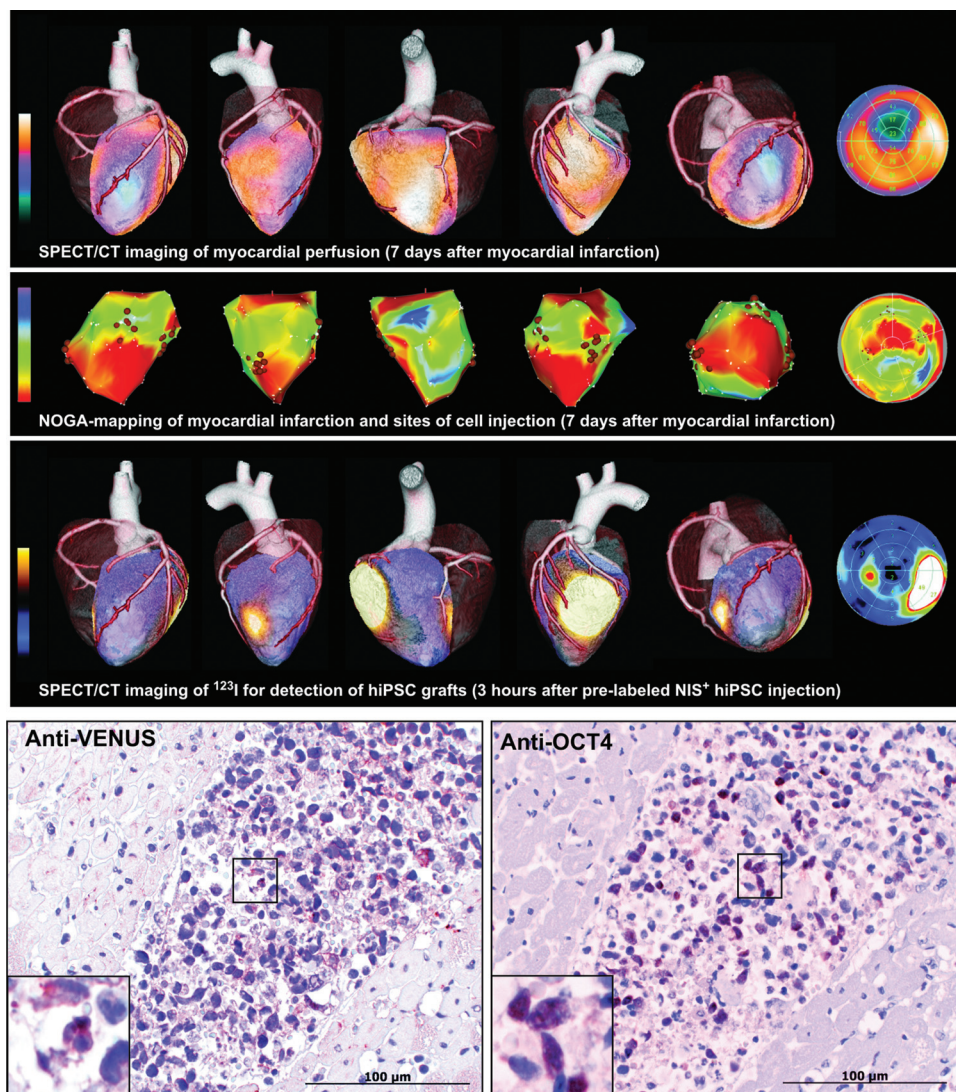 SPECT/CT imaging of myocardial perfusion (7 days after myocardial infarction)
NOGA-mapping of myocardial infarction and sites of cell injection (7 days after myocardial infarction)
SPECT/CT imaging of ¹²³I for detection of hiPSC grafts (3 hours after pre-labeled NIS⁺ hiPSC injection)
Anti-VENUS
Anti-OCT4
100 µm
100 µm